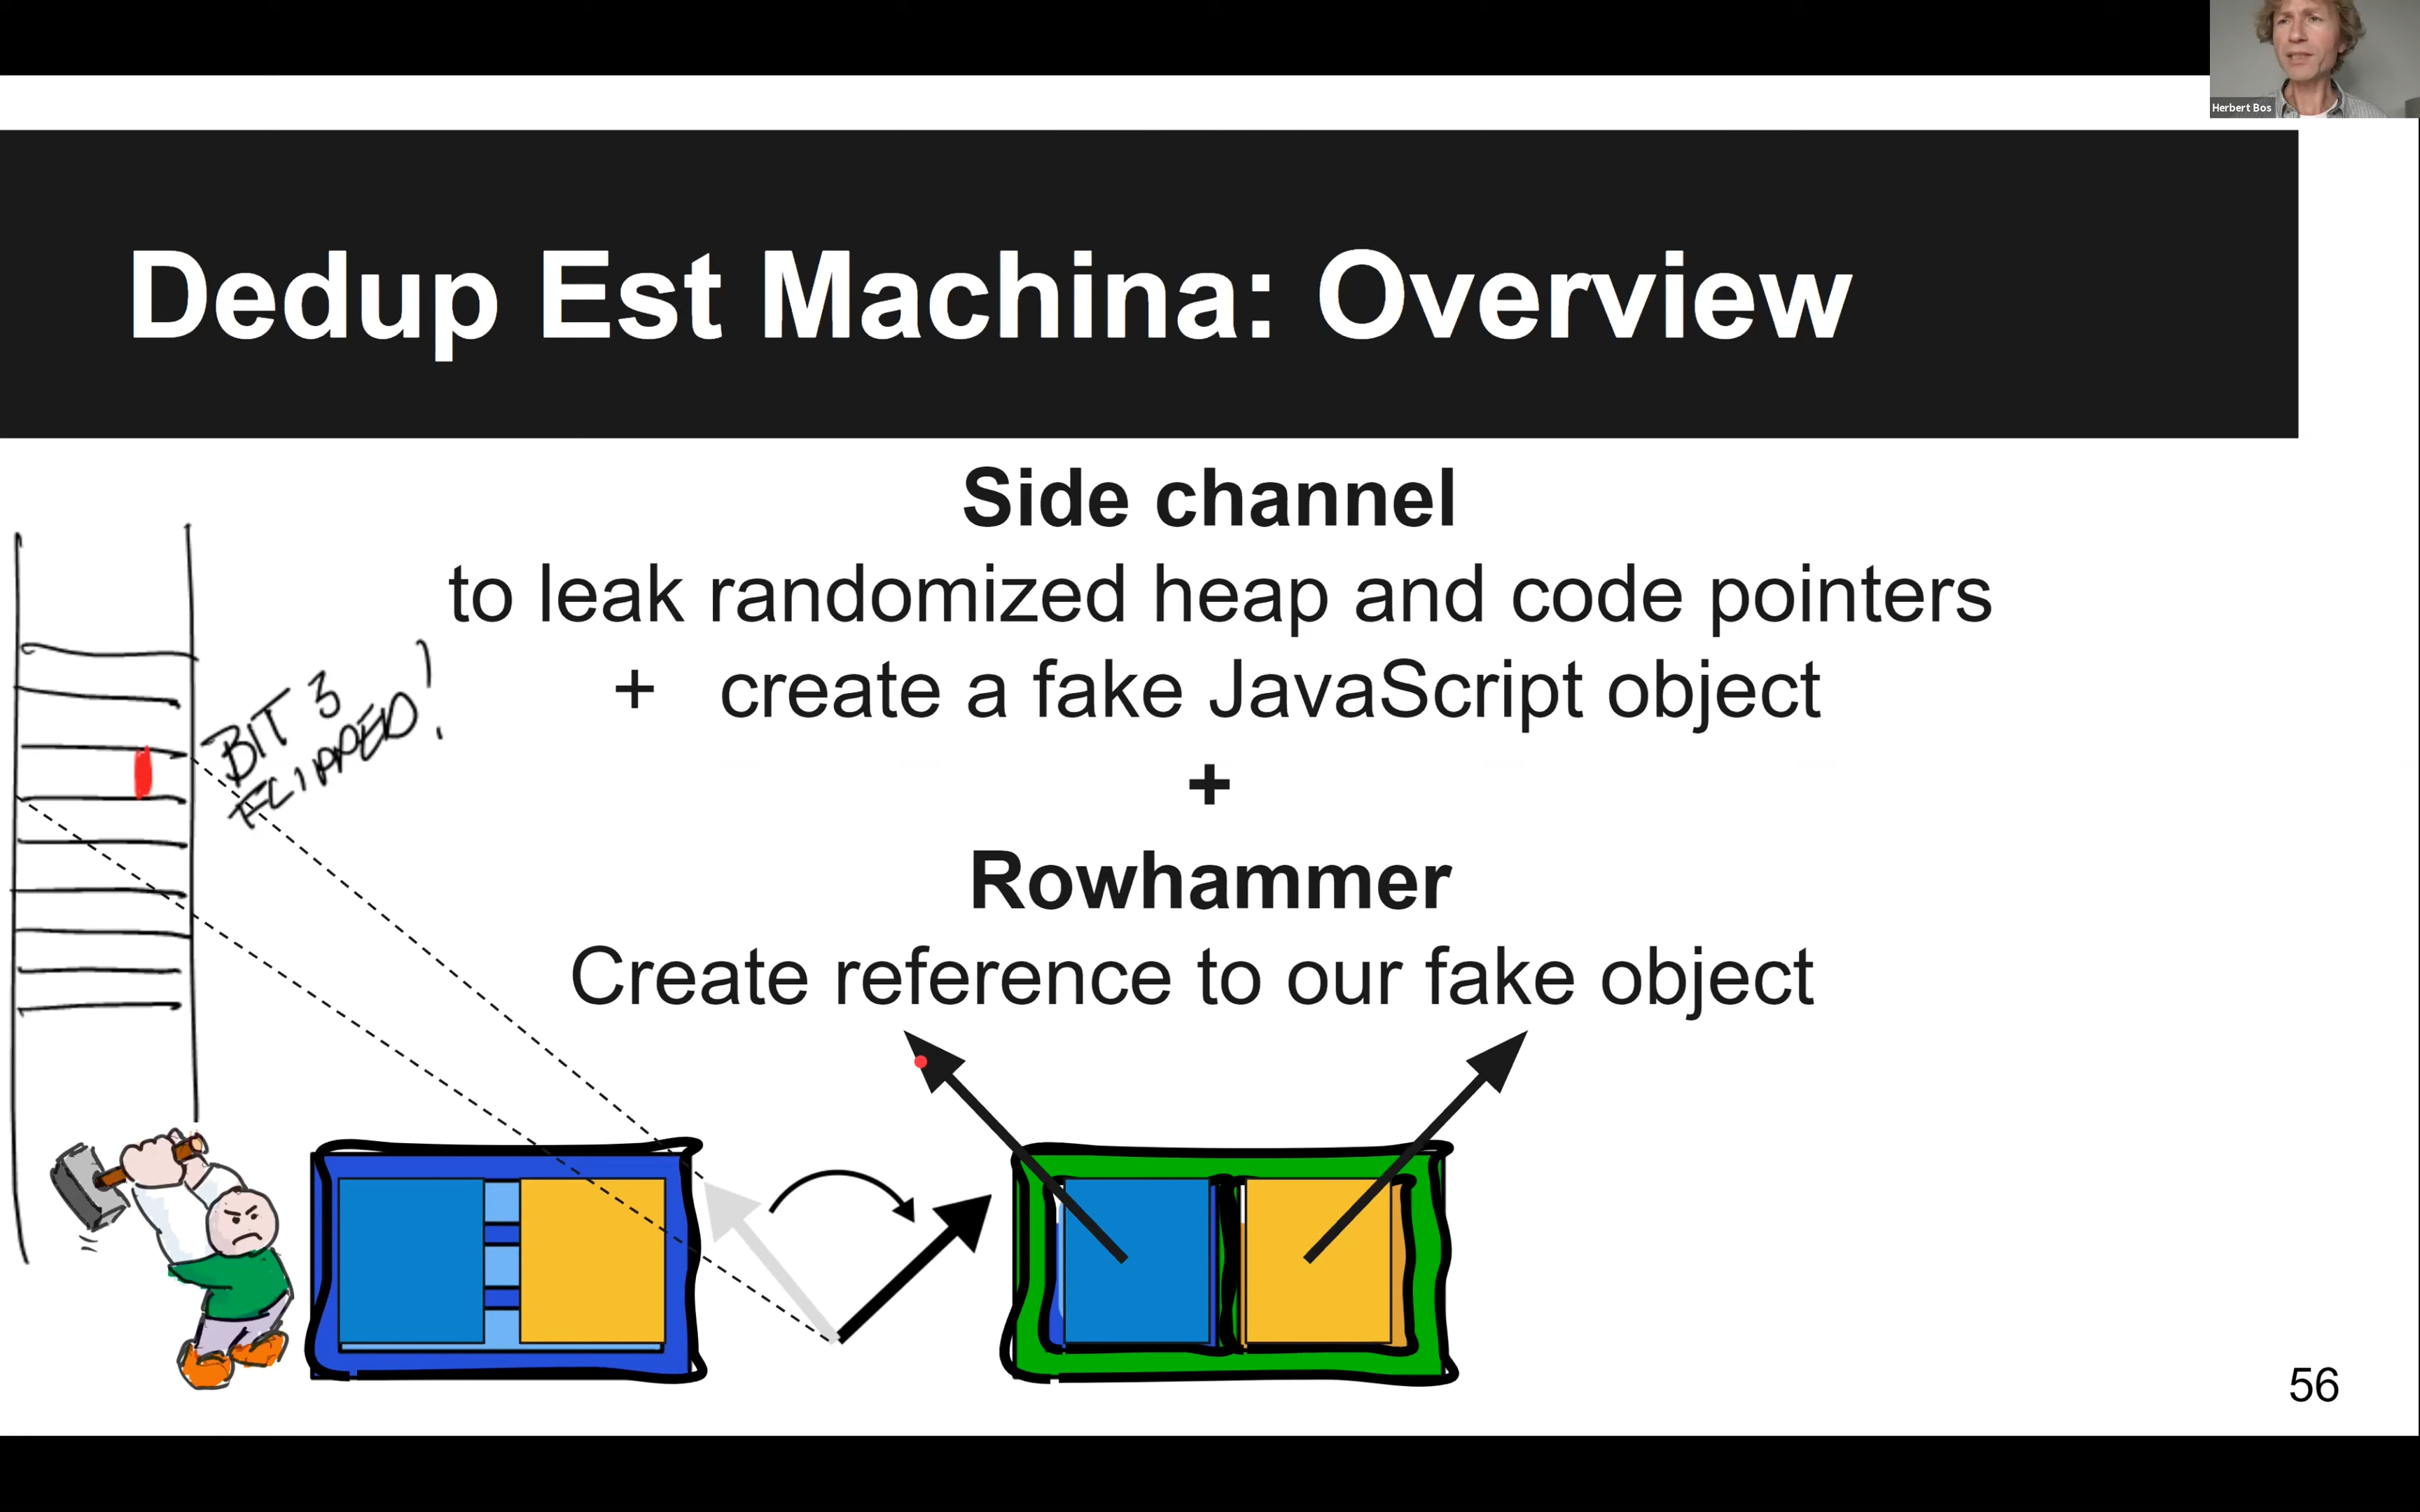 Herbert Bos
Dedup Est Machina: Overview
Side channel
to leak randomized heap and code pointers
+ create a fake JavaScript object
+
Rowhammer
Create reference to our fake object
BIT 3
FLIPPED!
56